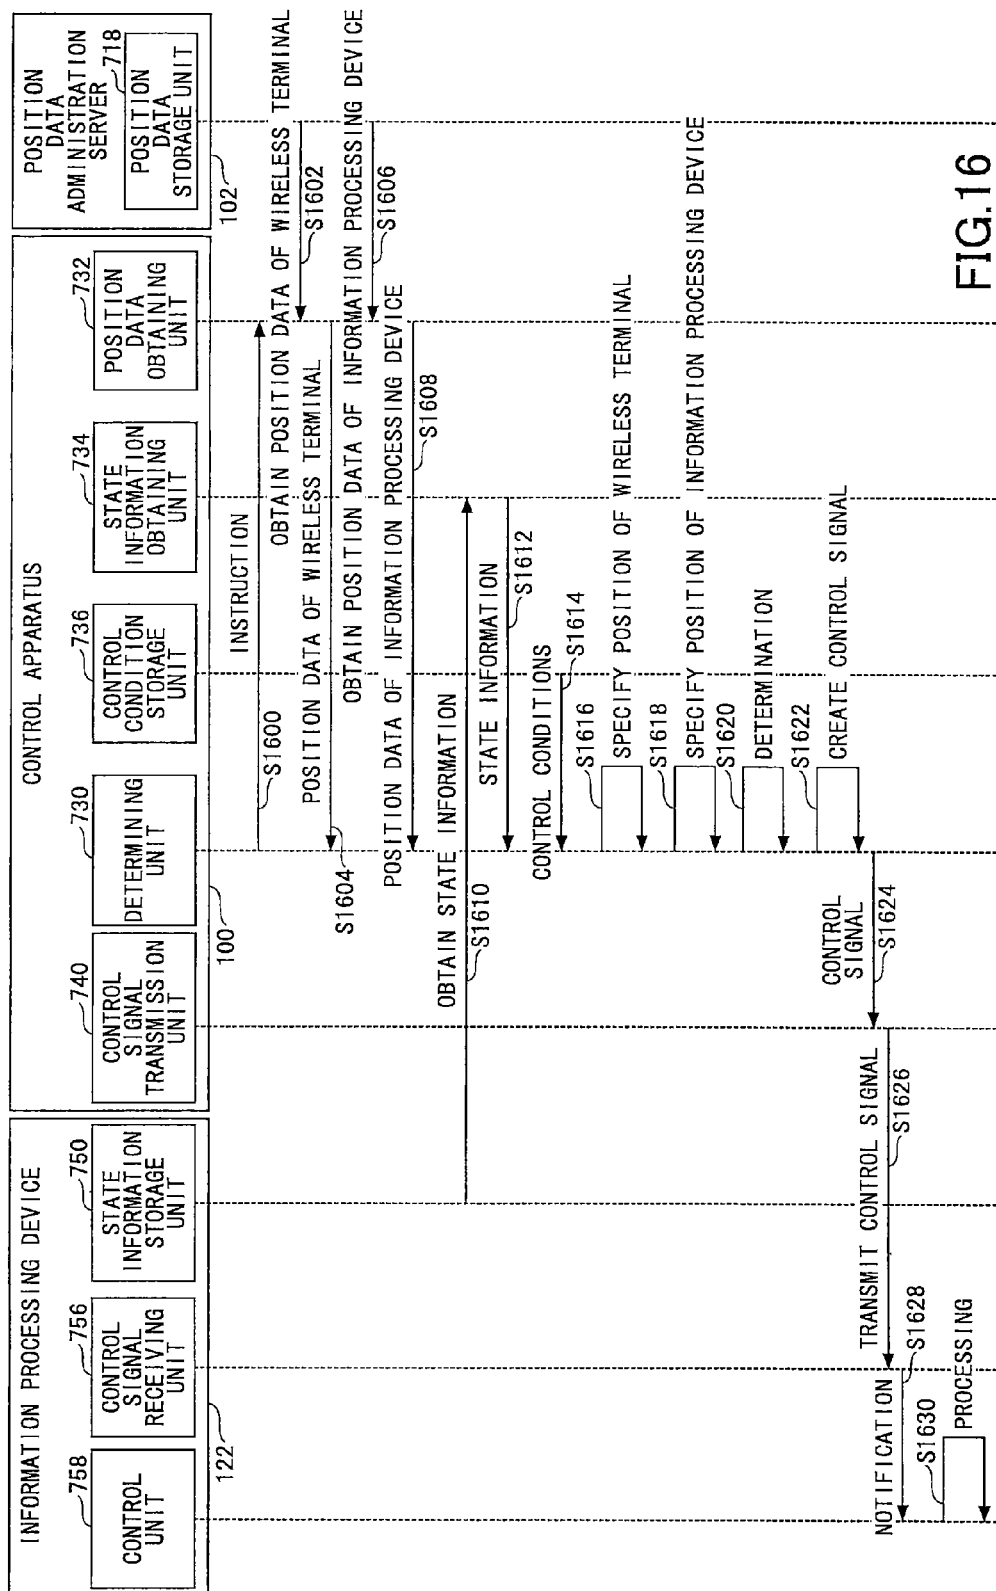 INFORMATION PROCESSING DEVICE
758
CONTROL
UNIT
756
CONTROL
SIGNAL
RECEIVING
UNIT
750
STATE
INFORMATION
STORAGE
UNIT
122
CONTROL APPARATUS
740
CONTROL
SIGNAL
TRANSMISSION
UNIT
730
DETERMINING
UNIT
736
CONTROL
CONDITION
STORAGE
UNIT
734
STATE
INFORMATION
OBTAINING
UNIT
732
POSITION
DATA
OBTAINING
UNIT
100
POSITION
DATA
ADMINISTRATION
SERVER
718
POSITION
DATA
STORAGE UNIT
102
INSTRUCTION
S1600
OBTAIN POSITION DATA OF WIRELESS TERMINAL
S1602
POSITION DATA OF WIRELESS TERMINAL
S1604
OBTAIN POSITION DATA OF INFORMATION PROCESSING DEVICE
S1606
POSITION DATA OF INFORMATION PROCESSING DEVICE
S1608
OBTAIN STATE INFORMATION
S1610
STATE INFORMATION
S1612
CONTROL CONDITIONS
S1614
S1616
SPECIFY POSITION OF WIRELESS TERMINAL
S1618
SPECIFY POSITION OF INFORMATION PROCESSING DEVICE
S1620
DETERMINATION
S1622
CREATE CONTROL SIGNAL
CONTROL
SIGNAL
S1624
TRANSMIT CONTROL SIGNAL
S1626
NOTIFICATION
S1628
S1630
PROCESSING
FIG.16